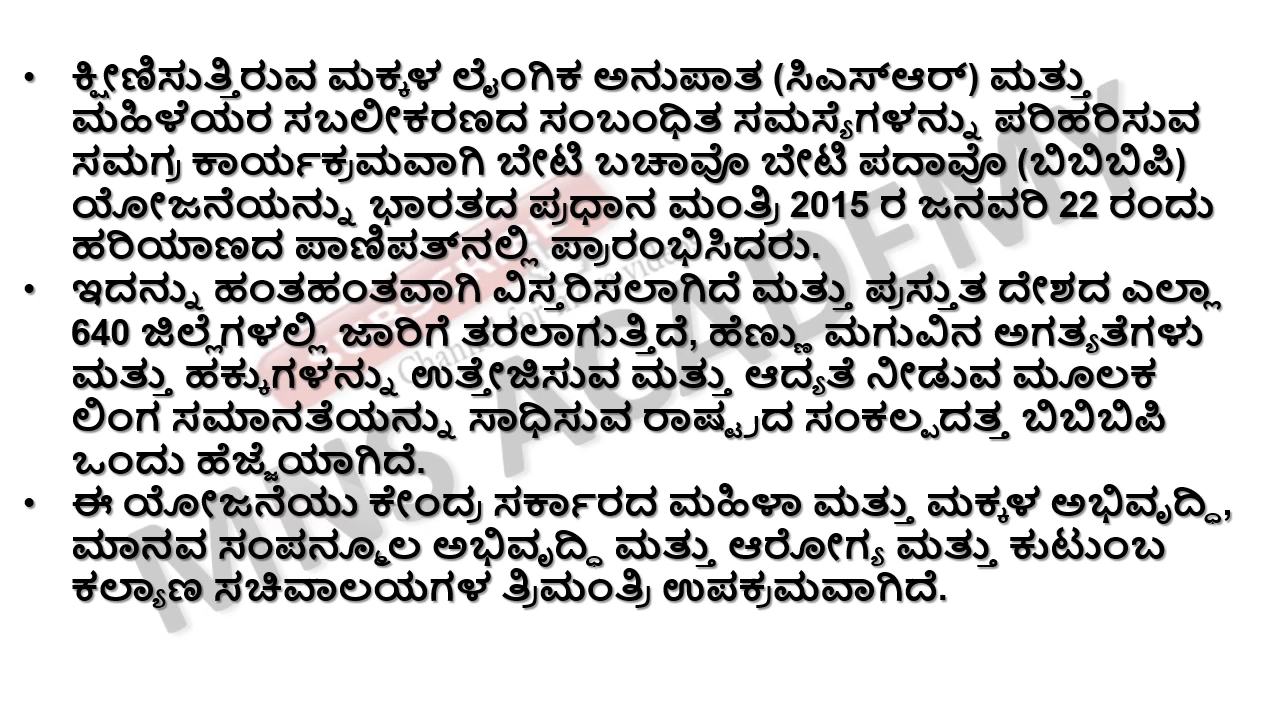 • ಕ್ಷೀಣಿಸುತ್ತಿರುವ ಮಕ್ಕಳ ಲೈಂಗಿಕ ಅನುಪಾತ (ಸಿಎಸ್ಆರ್) ಮತ್ತು
ಮಹಿಳೆಯರ ಸಬಲೀಕರಣದ ಸಂಬಂಧಿತ ಸಮಸ್ಯೆಗಳನ್ನು ಪರಿಹರಿಸುವ
ಸಮಗ್ರ ಕಾರ್ಯಕ್ರಮವಾಗಿ ಬೇಟಿ ಬಚಾವೊ ಬೇಟಿ ಪದಾವೊ (ಬಿಬಿಬಿಪಿ)
ಯೋಜನೆಯನ್ನು ಭಾರತದ ಪ್ರಧಾನ ಮಂತ್ರಿ 2015 ರ ಜನವರಿ 22 ರಂದು
ಹರಿಯಾಣದ ಪಾಣಿಪತ್‌ನಲ್ಲಿ ಪ್ರಾರಂಭಿಸಿದರು.
• ಇದನ್ನು ಹಂತಹಂತವಾಗಿ ವಿಸ್ತರಿಸಲಾಗಿದೆ ಮತ್ತು ಪ್ರಸ್ತುತ ದೇಶದ ಎಲ್ಲಾ
640 ಜಿಲ್ಲೆಗಳಲ್ಲಿ ಜಾರಿಗೆ ತರಲಾಗುತ್ತಿದೆ, ಹೆಣ್ಣು ಮಗುವಿನ ಅಗತ್ಯತೆಗಳು
ಮತ್ತು ಹಕ್ಕುಗಳನ್ನು ಉತ್ತೇಜಿಸುವ ಮತ್ತು ಆದ್ಯತೆ ನೀಡುವ ಮೂಲಕ
ಲಿಂಗ ಸಮಾನತೆಯನ್ನು ಸಾಧಿಸುವ ರಾಷ್ಟ್ರದ ಸಂಕಲ್ಪದತ್ತ ಬಿಬಿಬಿಪಿ
ಒಂದು ಹೆಜ್ಜೆಯಾಗಿದೆ.
• ಈ ಯೋಜನೆಯು ಕೇಂದ್ರ ಸರ್ಕಾರದ ಮಹಿಳಾ ಮತ್ತು ಮಕ್ಕಳ ಅಭಿವೃದ್ಧಿ,
ಮಾನವ ಸಂಪನ್ಮೂಲ ಅಭಿವೃದ್ಧಿ ಮತ್ತು ಆರೋಗ್ಯ ಮತ್ತು ಕುಟುಂಬ
ಕಲ್ಯಾಣ ಸಚಿವಾಲಯಗಳ ತ್ರಿಮಂತ್ರಿ ಉಪಕ್ರಮವಾಗಿದೆ.
MNS ACADEMY